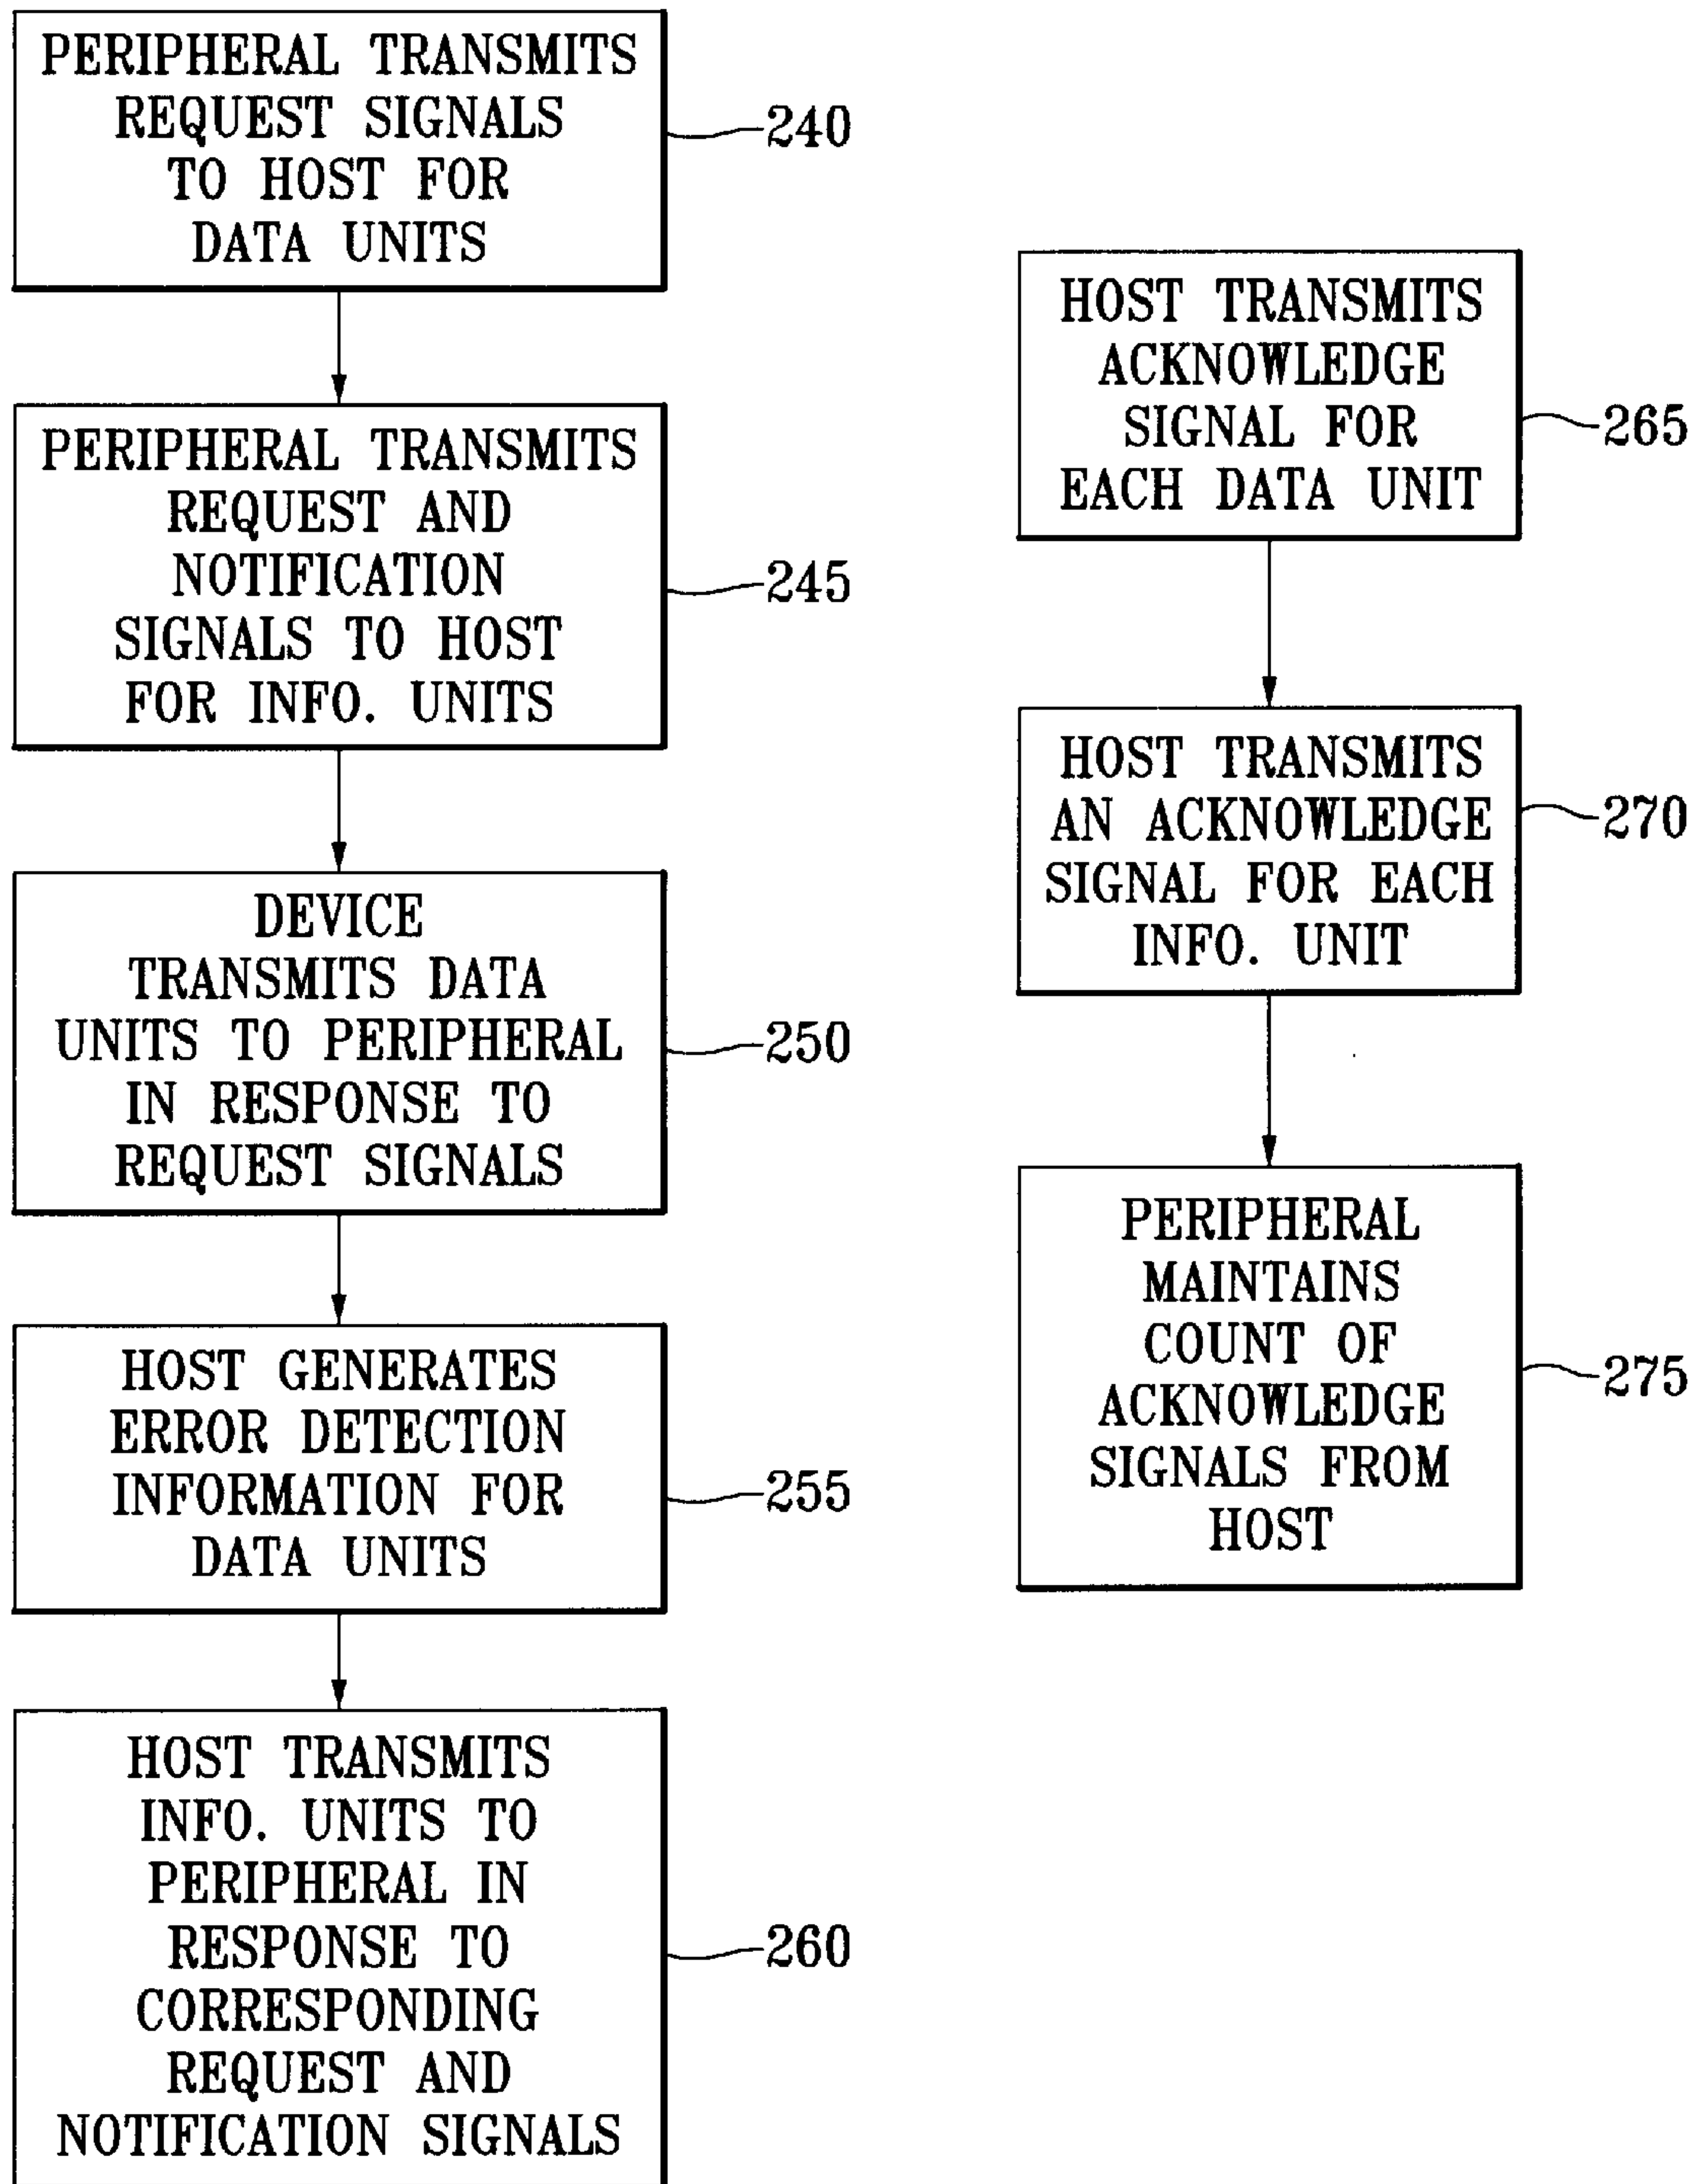 PERIPHERAL TRANSMITS
REQUEST SIGNALS
TO HOST FOR
DATA UNITS
240
PERIPHERAL TRANSMITS
REQUEST AND
NOTIFICATION
SIGNALS TO HOST
FOR INFO. UNITS
245
DEVICE
TRANSMITS DATA
UNITS TO PERIPHERAL
IN RESPONSE TO
REQUEST SIGNALS
250
HOST GENERATES
ERROR DETECTION
INFORMATION FOR
DATA UNITS
255
HOST TRANSMITS
INFO. UNITS TO
PERIPHERAL IN
RESPONSE TO
CORRESPONDING
REQUEST AND
NOTIFICATION SIGNALS
260
HOST TRANSMITS
ACKNOWLEDGE
SIGNAL FOR
EACH DATA UNIT
265
HOST TRANSMITS
AN ACKNOWLEDGE
SIGNAL FOR EACH
INFO. UNIT
270
PERIPHERAL
MAINTAINS
COUNT OF
ACKNOWLEDGE
SIGNALS FROM
HOST
275